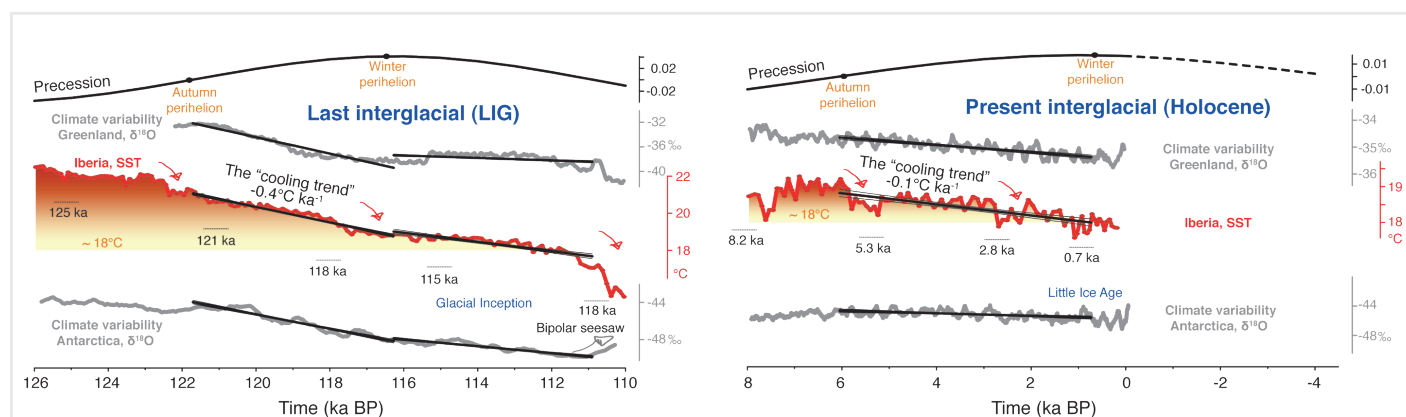 Precession
Autumn
perihelion
Winter
perihelion
0.02
-0.02
Last interglacial (LIG)
Climate variability
Greenland, δ¹⁸O
-32
-36 ‰
-40
Iberia, SST
The “cooling trend”
-0.4°C ka⁻¹
22
20
18
°C
125 ka
~ 18°C
121 ka
118 ka
115 ka
118 ka
Glacial Inception
Climate variability
Antarctica, δ¹⁸O
Bipolar seesaw
-44
-48 ‰
126
124
122
120
118
116
114
112
110
Time (ka BP)
Precession
Autumn
perihelion
Winter
perihelion
0.01
-0.01
Present interglacial (Holocene)
Climate variability
Greenland, δ¹⁸O
-34
-35 ‰
-36
The “cooling trend”
-0.1°C ka⁻¹
~ 18°C
Iberia, SST
19
18
°C
8.2 ka
5.3 ka
2.8 ka
0.7 ka
Little Ice Age
Climate variability
Antarctica, δ¹⁸O
-44
-48 ‰
8
6
4
2
0
-2
-4
Time (ka BP)